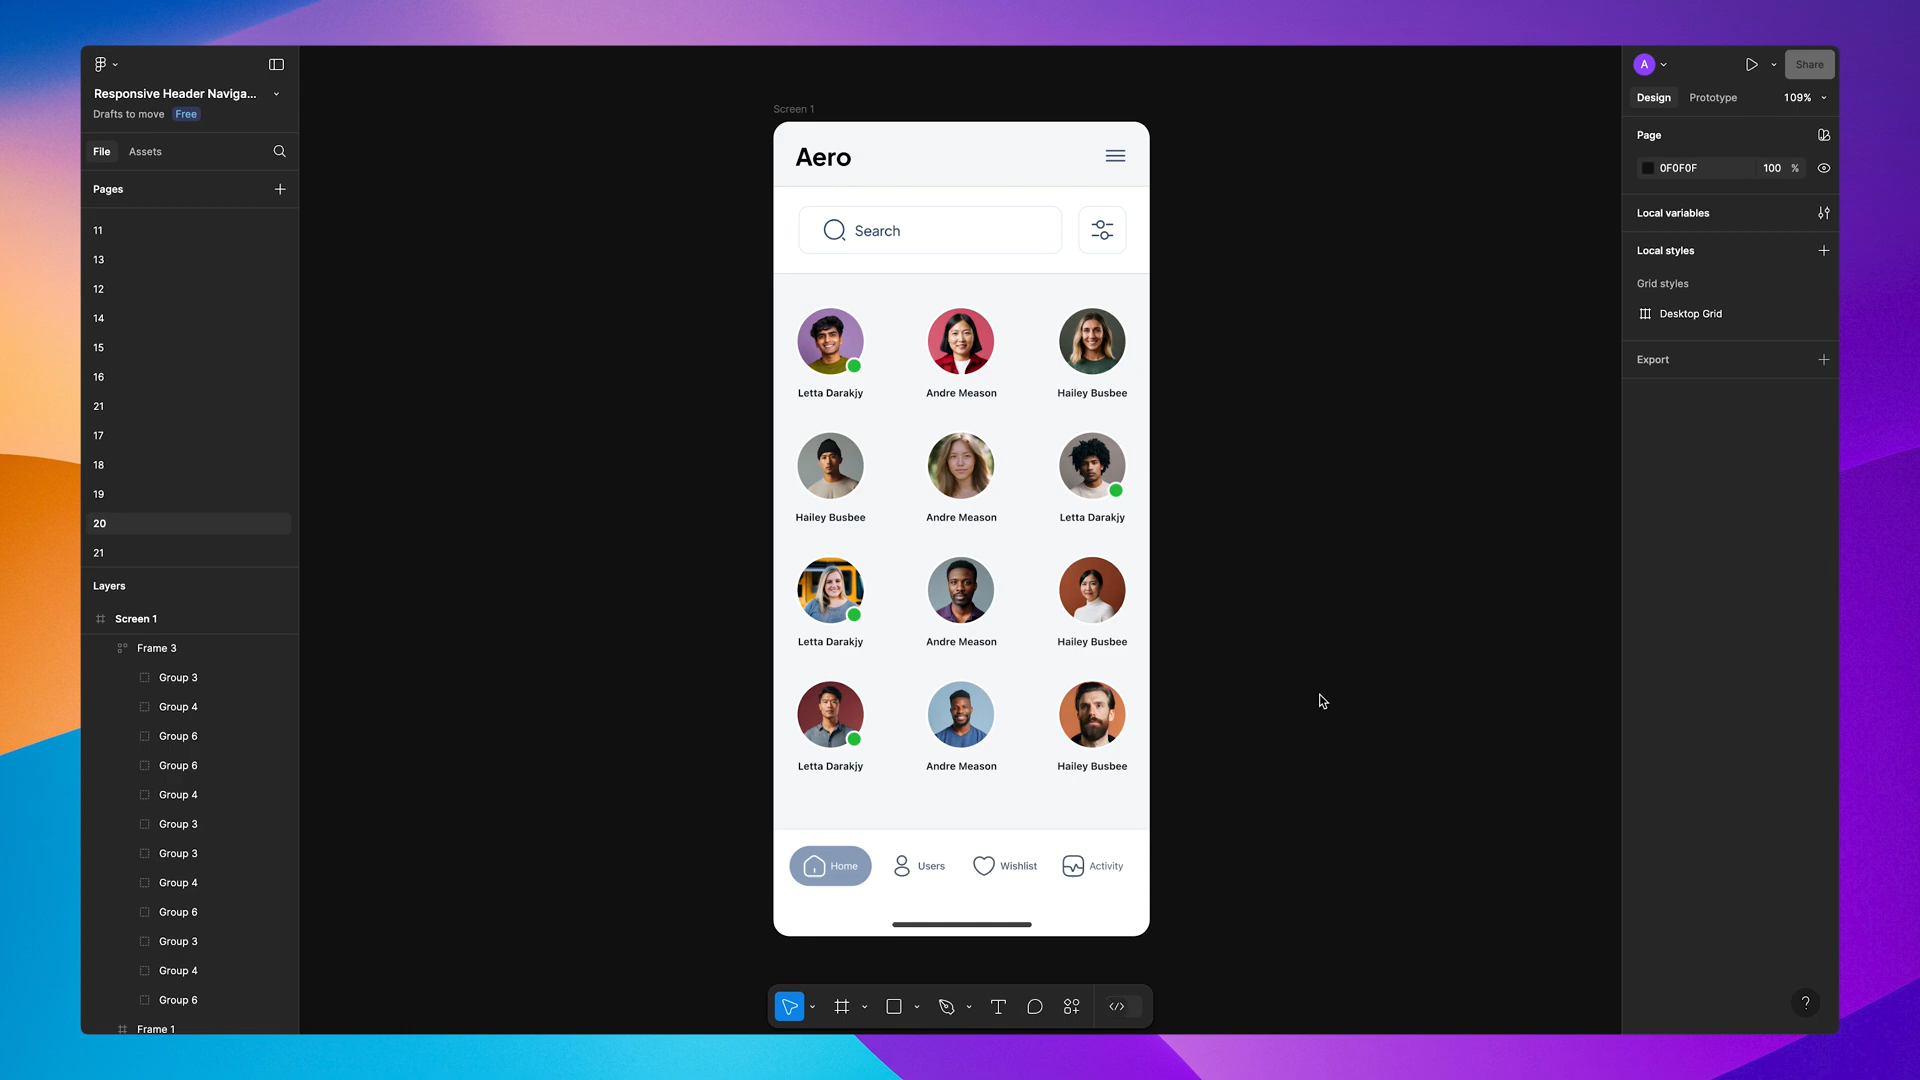 Responsive Header Naviga...
Drafts to move Free
File Assets
Pages
11
13
12
14
15
16
21
17
18
19
20
21
Layers
Screen 1
Frame 3
Group 3
Group 4
Group 6
Group 6
Group 4
Group 3
Group 3
Group 4
Group 6
Group 3
Group 4
Group 6
Frame 1
Screen 1
Aero
Search
Letta Darakjy Andre Meason Hailey Busbee
Hailey Busbee Andre Meason Letta Darakjy
Letta Darakjy Andre Meason Hailey Busbee
Letta Darakjy Andre Meason Hailey Busbee
Home Users Wishlist Activity
A Share
Design Prototype 109%
Page
0F0F0F 100 %
Local variables
Local styles
Grid styles
Desktop Grid
Export
?